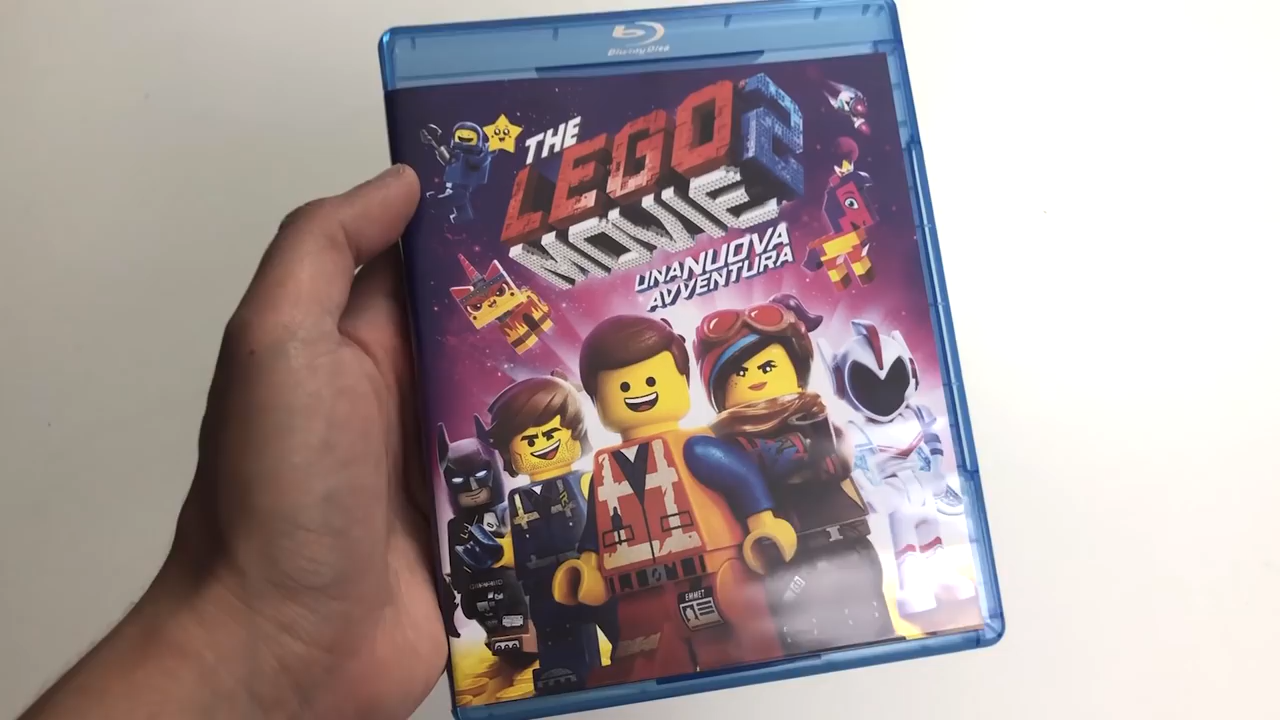 Blu-ray Disc
THE
LEGO 2
MOVIE
UNA NUOVA
AVVENTURA
EMMET